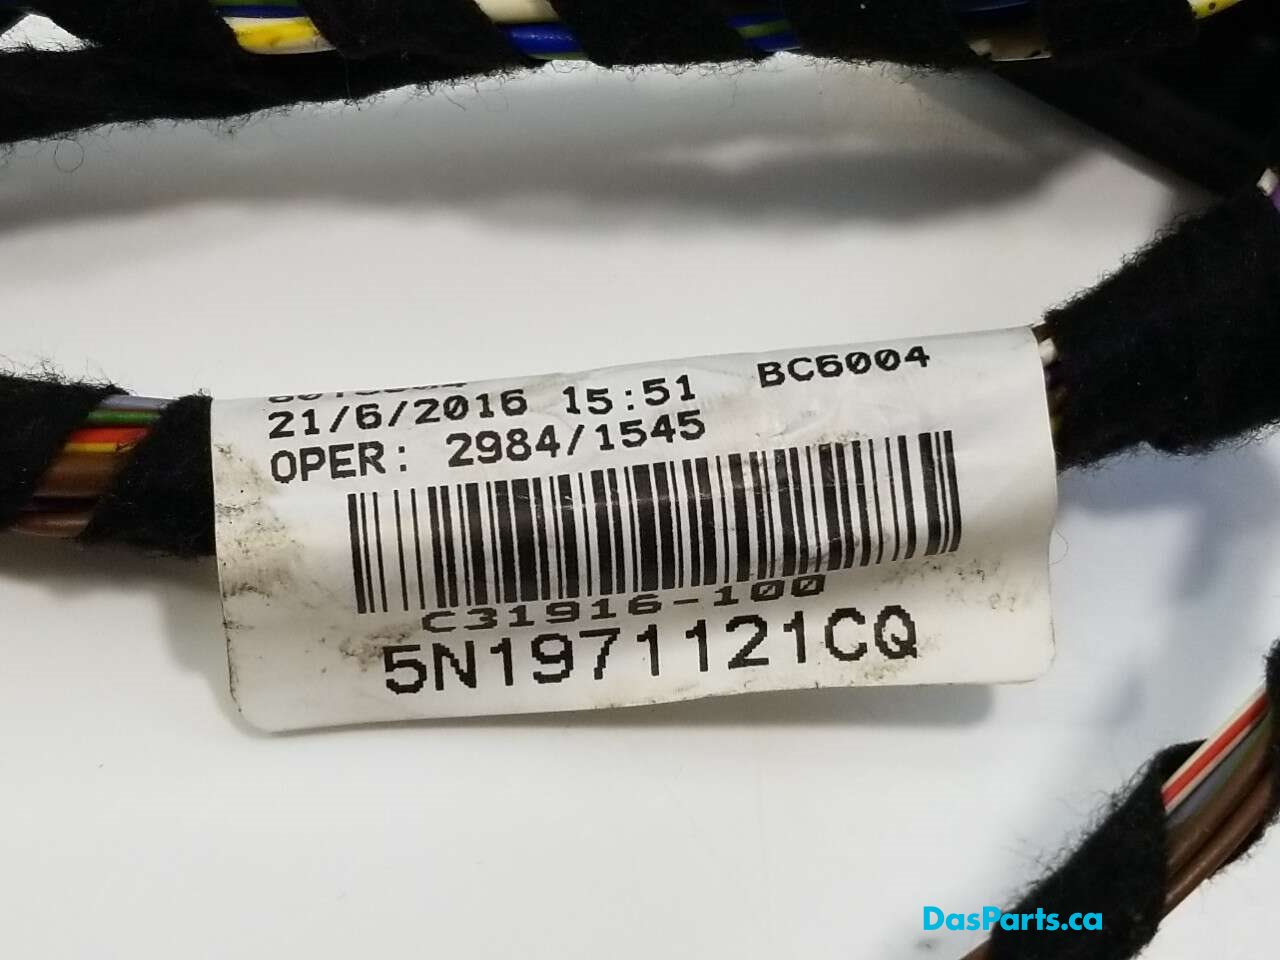 21/6/2016 15:51 BC6004
OPER: 2984/1545
C31916-100
5N1971121CQ
DasParts.ca